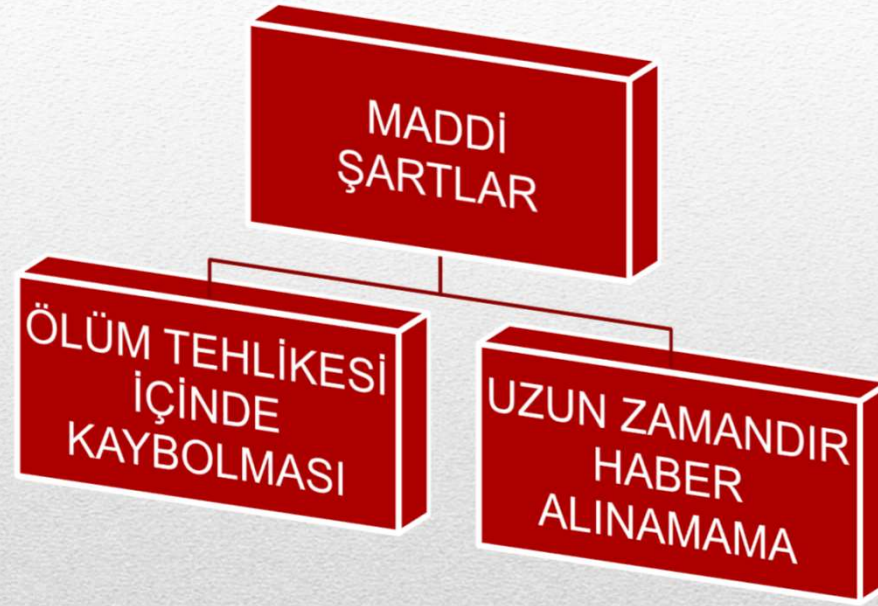 MADDİ
ŞARTLAR
ÖLÜM TEHLİKESİ
İÇİNDE
KAYBOLMASI
UZUN ZAMANDIR
HABER
ALINAMAMA